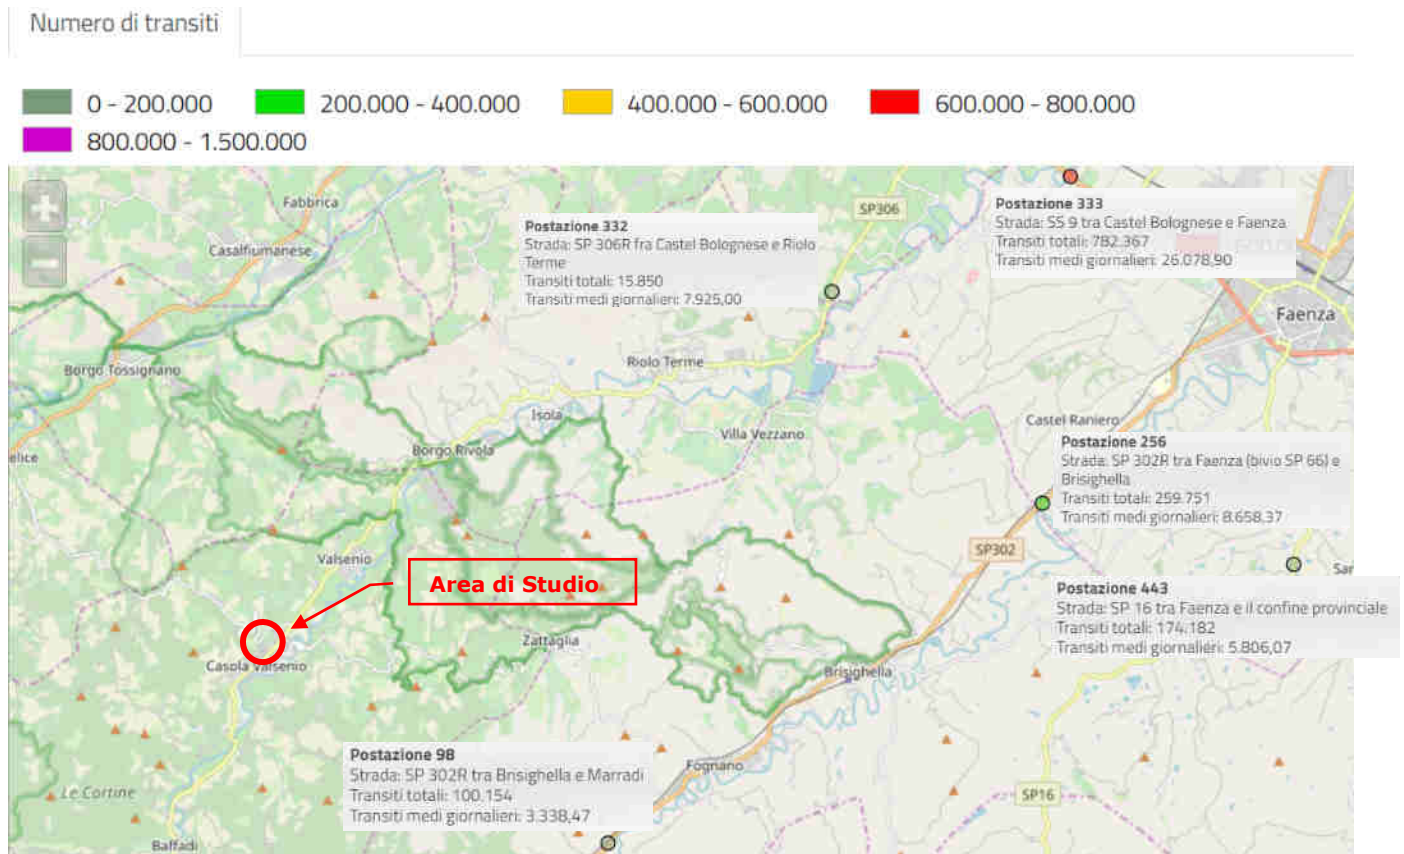 Numero di transiti
0 - 200.000
200.000 - 400.000
400.000 - 600.000
600.000 - 800.000
800.000 - 1.500.000
Fabbrica
Casalfiumanese
SP306
Postazione 332
Strada: SP 306R fra Castel Bolognese e Riolo
Terme
Transiti totali: 15.850
Transiti medi giornalieri: 7.925,00
Postazione 333
Strada: SS 9 tra Castel Bolognese e Faenza
Transiti totali: 782.367
Transiti medi giornalieri: 26.078,90
Faenza
Borgo Tossignano
Riolo Terme
Isola
Villa Vezzano
Castel Raniero
elice
Borgo Rivola
Postazione 256
Strada: SP 302R tra Faenza (bivio SP 66) e
Brisighella
Transiti totali: 259.751
Transiti medi giornalieri: 8.658,37
SP302
Valsenio
Area di Studio
Sar
Postazione 443
Strada: SP 16 tra Faenza e il confine provinciale
Transiti totali: 174.182
Transiti medi giornalieri: 5.806,07
Zattaglia
Casola Valsenio
Brisighella
Postazione 98
Strada: SP 302R tra Brisighella e Marradi
Transiti totali: 100.154
Transiti medi giornalieri: 3.338,47
Fognano
Le Cortine
SP16
Baffadi